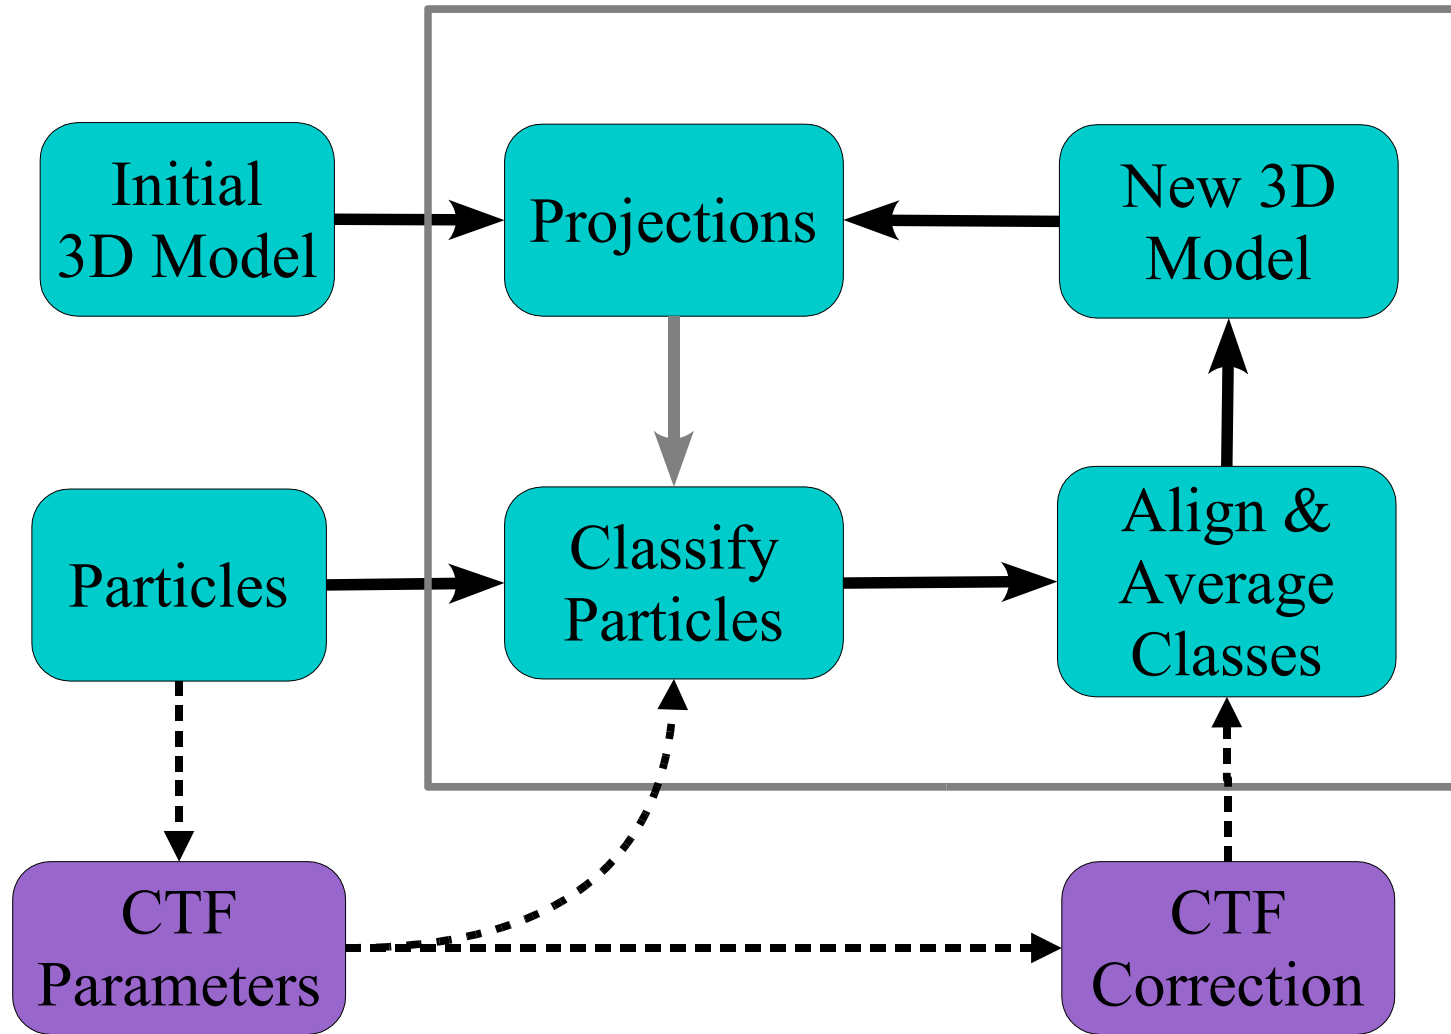 Initial
3D Model
Projections
New 3D
Model
Particles
Classify
Particles
Align &
Average
Classes
CTF
Parameters
CTF
Correction